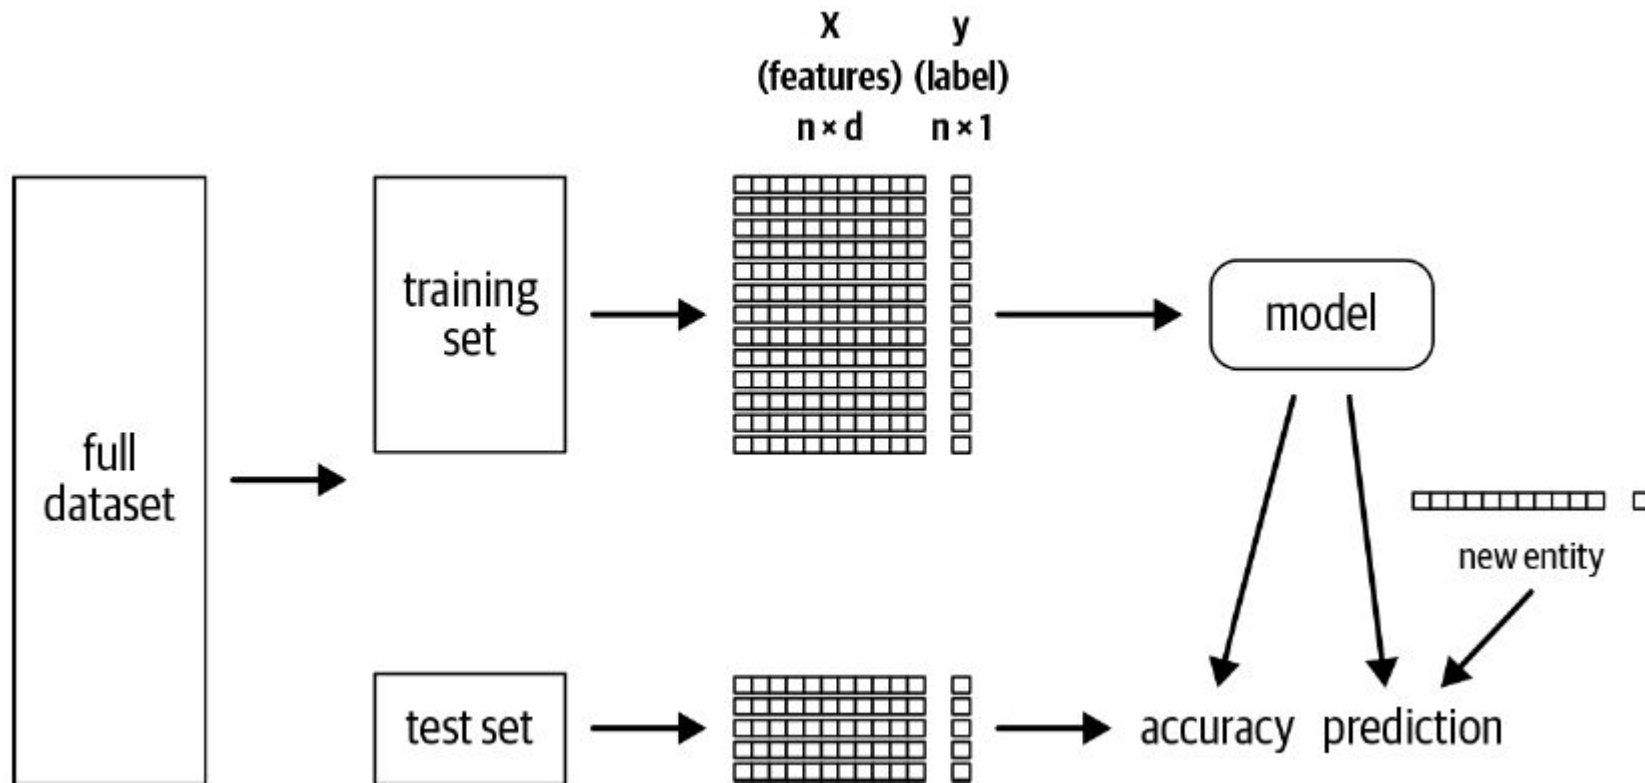 X
(features)
n × d
y
(label)
n × 1
full
dataset
training
set
model
new entity
test set
accuracy
prediction